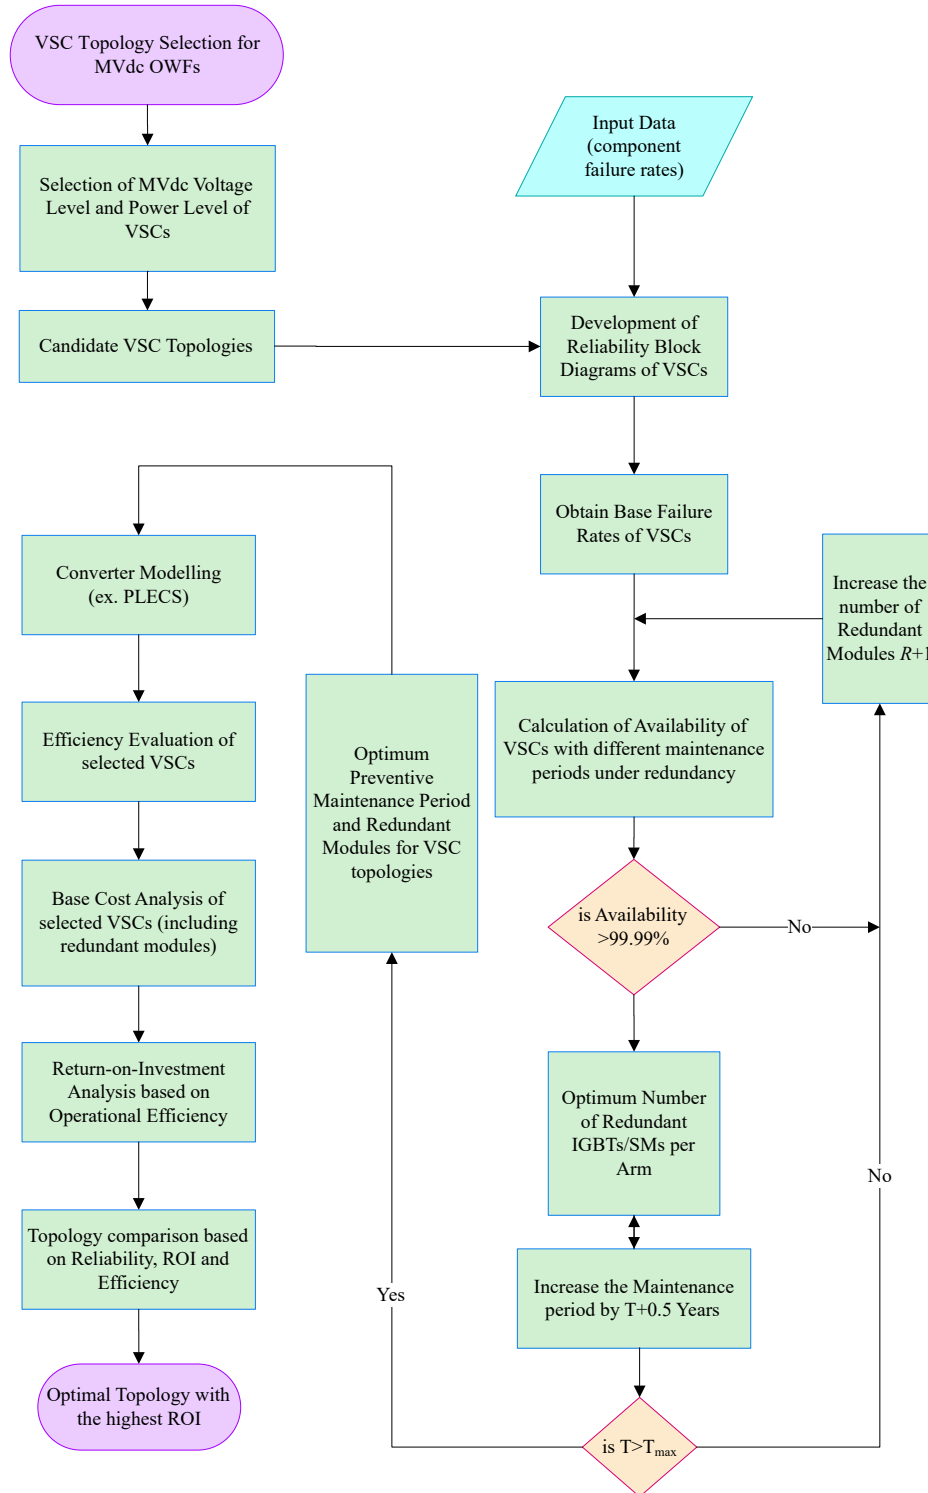 VSC Topology Selection for
MVdc OWFs
Selection of MVdc Voltage
Level and Power Level of
VSCs
Candidate VSC Topologies
Input Data
(component
failure rates)
Development of
Reliability Block
Diagrams of VSCs
Obtain Base Failure
Rates of VSCs
Increase the
number of
Redundant
Modules R+1
Calculation of Availability of
VSCs with different maintenance
periods under redundancy
is Availability
>99.99%
No
Optimum Number
of Redundant
IGBTs/SMs per
Arm
Increase the Maintenance
period by T+0.5 Years
No
is T>Tmax
Yes
Optimum
Preventive
Maintenance Period
and Redundant
Modules for VSC
topologies
Converter Modelling
(ex. PLECS)
Efficiency Evaluation of
selected VSCs
Base Cost Analysis of
selected VSCs (including
redundant modules)
Return-on-Investment
Analysis based on
Operational Efficiency
Topology comparison based
on Reliability, ROI and
Efficiency
Optimal Topology with
the highest ROI